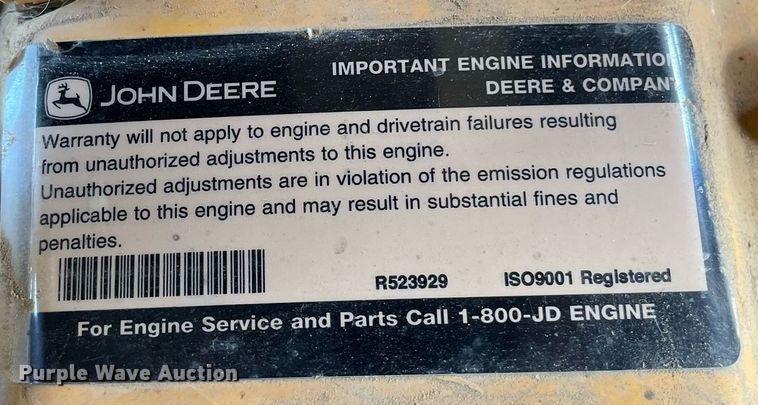 JOHN DEERE
IMPORTANT ENGINE INFORMATIO
DEERE & COMPAN
Warranty will not apply to engine and drivetrain failures resulting
from unauthorized adjustments to this engine.
Unauthorized adjustments are in violation of the emission regulations
applicable to this engine and may result in substantial fines and
penalties.
R523929 ISO9001 Registered
For Engine Service and Parts Call 1-800-JD ENGINE
Purple Wave Auction